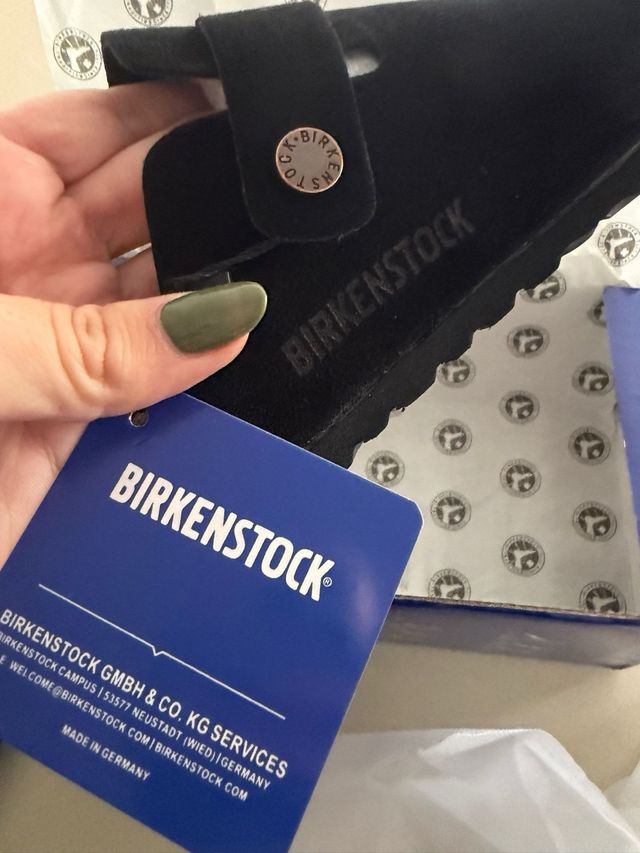 BIRKENSTOCK
BIRKENSTOCK
BIRKENSTOCK®
BIRKENSTOCK GMBH & CO. KG SERVICES
BIRKENSTOCK CAMPUS | 53577 NEUSTADT (WIED) | GERMANY
WELCOME@BIRKENSTOCK COM | BIRKENSTOCK COM
MADE IN GERMANY